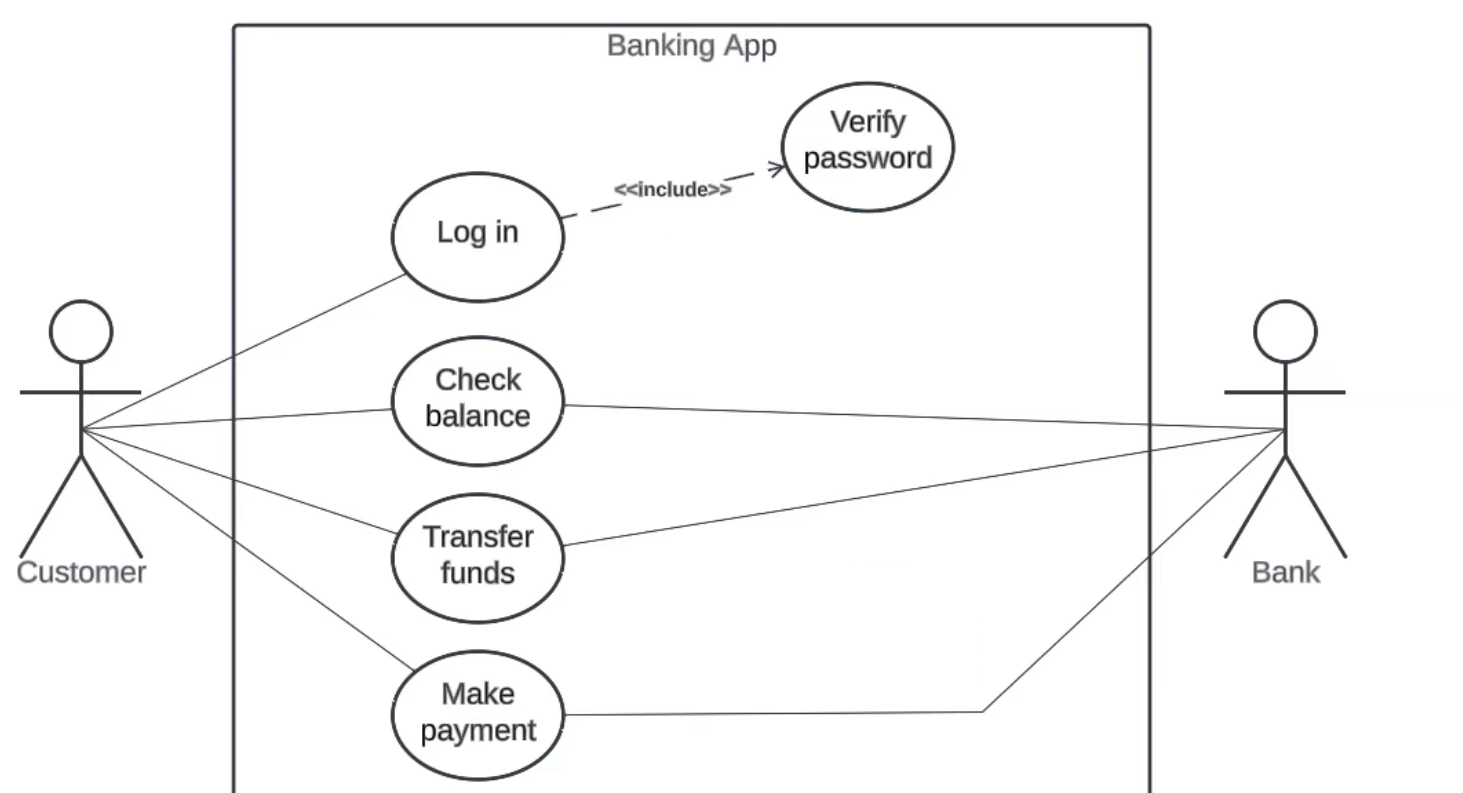 Banking App
Verify
password
<<include>>
Log in
Check
balance
Transfer
funds
Customer
Bank
Make
payment